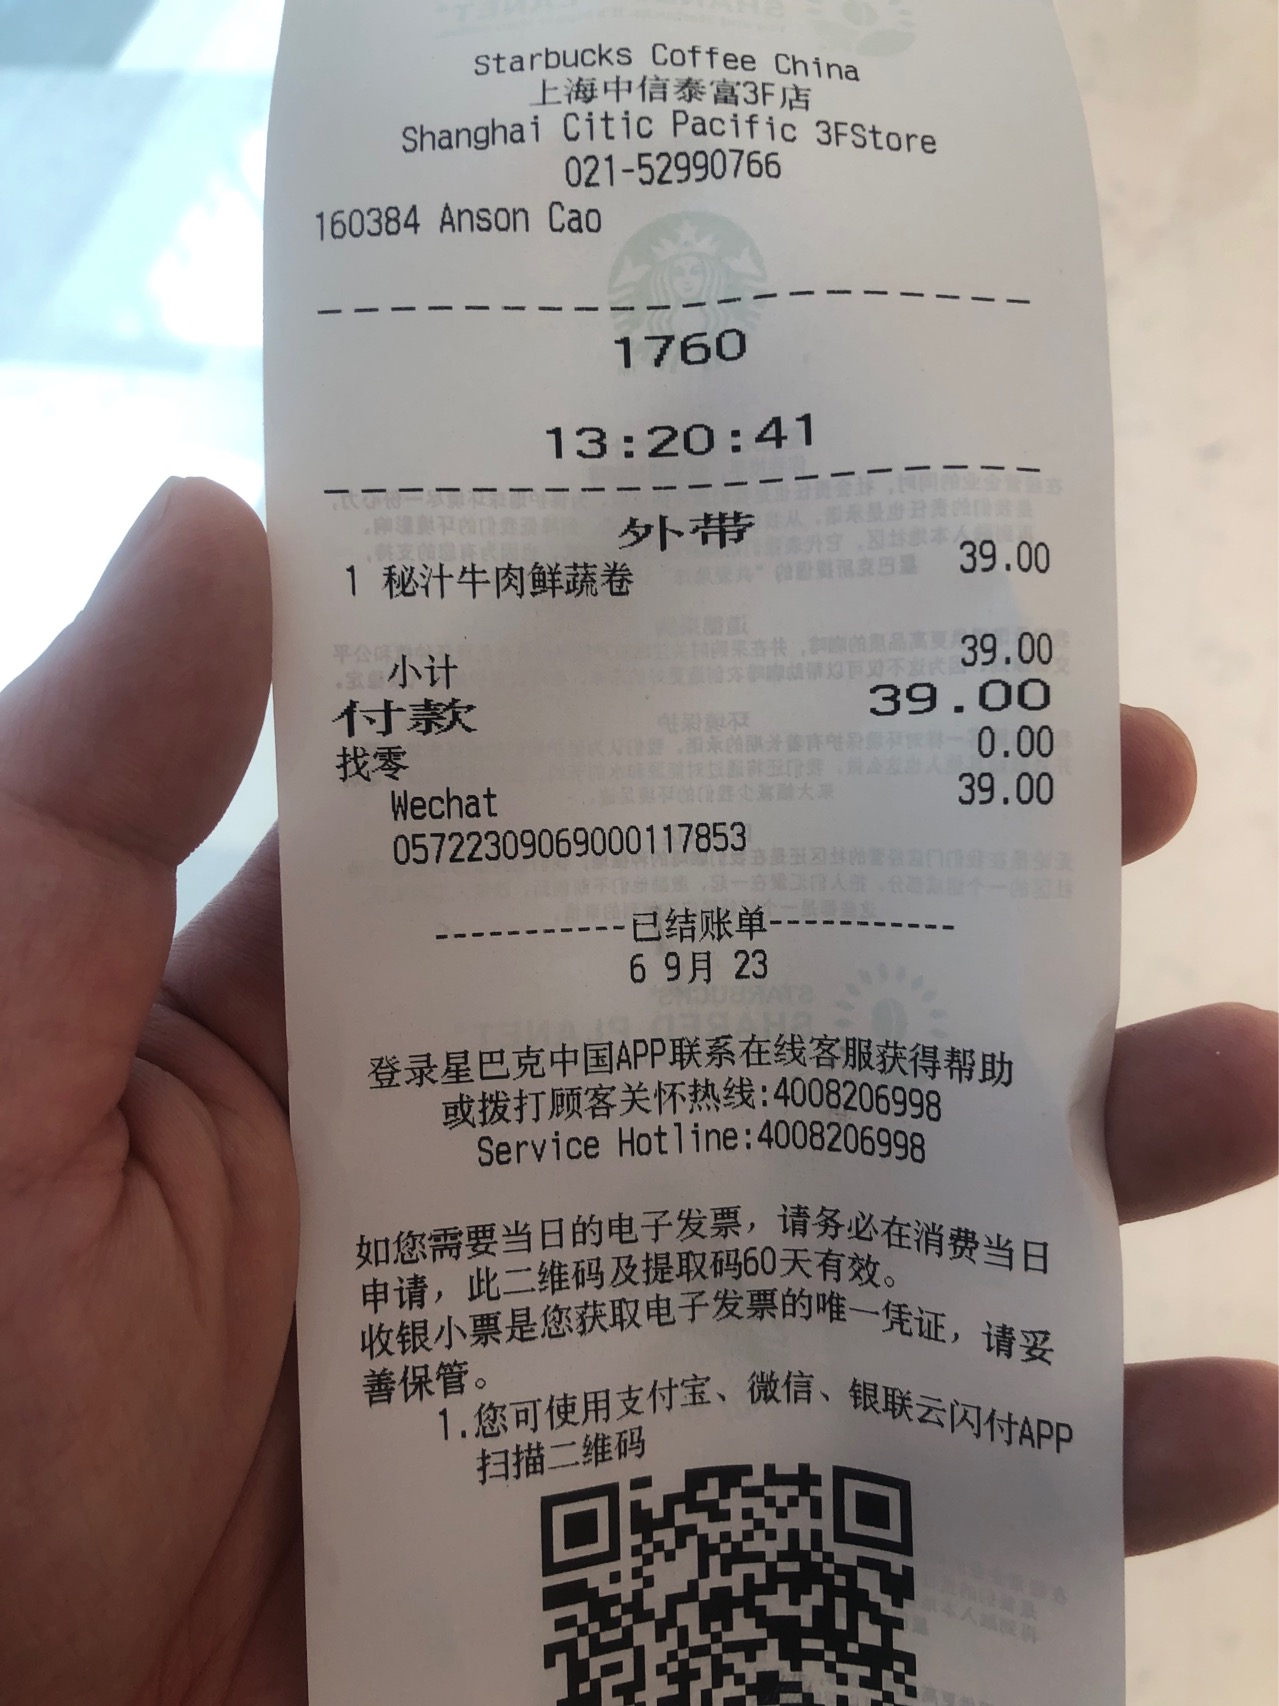 Starbucks Coffee China
上海中信泰富3F店
Shanghai Citic Pacific 3FStore
021-52990766
160384 Anson Cao
1760
13:20:41
外带
1 秘汁牛肉鲜蔬卷 39.00
小计 39.00
付款 39.00
找零 0.00
Wechat 39.00
05722309069000117853
-----------已结账单-----------
6 9月 23
登录星巴克中国APP联系在线客服获得帮助
或拨打顾客关怀热线:4008206998
Service Hotline:4008206998
如您需要当日的电子发票，请务必在消费当日
申请，此二维码及提取码60天有效。
收银小票是您获取电子发票的唯一凭证，请妥
善保管。
1.您可使用支付宝、微信、银联云闪付APP
扫描二维码